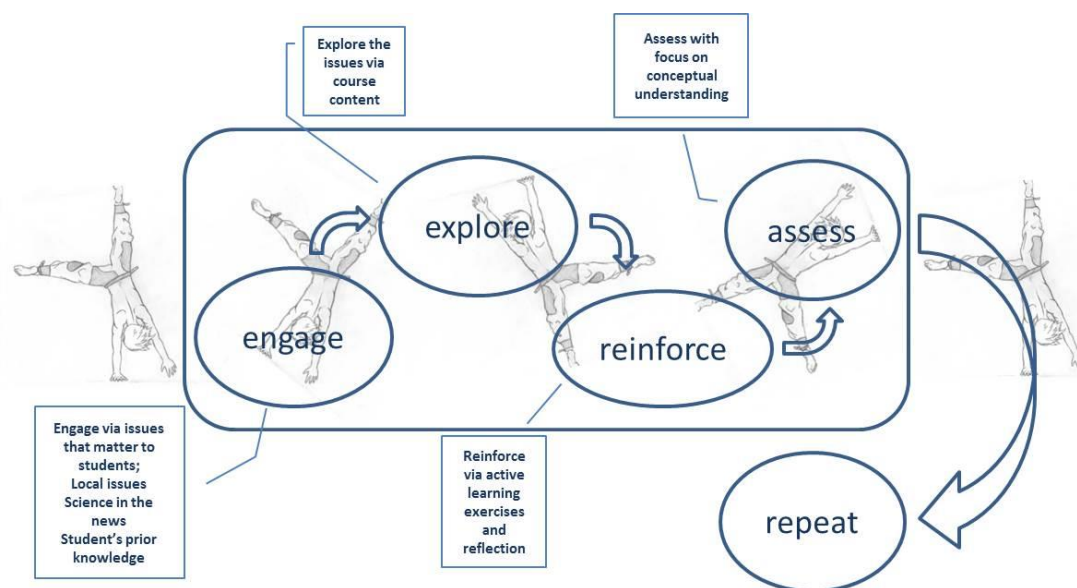 Explore the
issues via
course
content
Assess with
focus on
conceptual
understanding
explore
assess
engage
reinforce
Engage via issues
that matter to
students;
Local issues
Science in the
news
Student's prior
knowledge
Reinforce
via active
learning
exercises
and
reflection
repeat